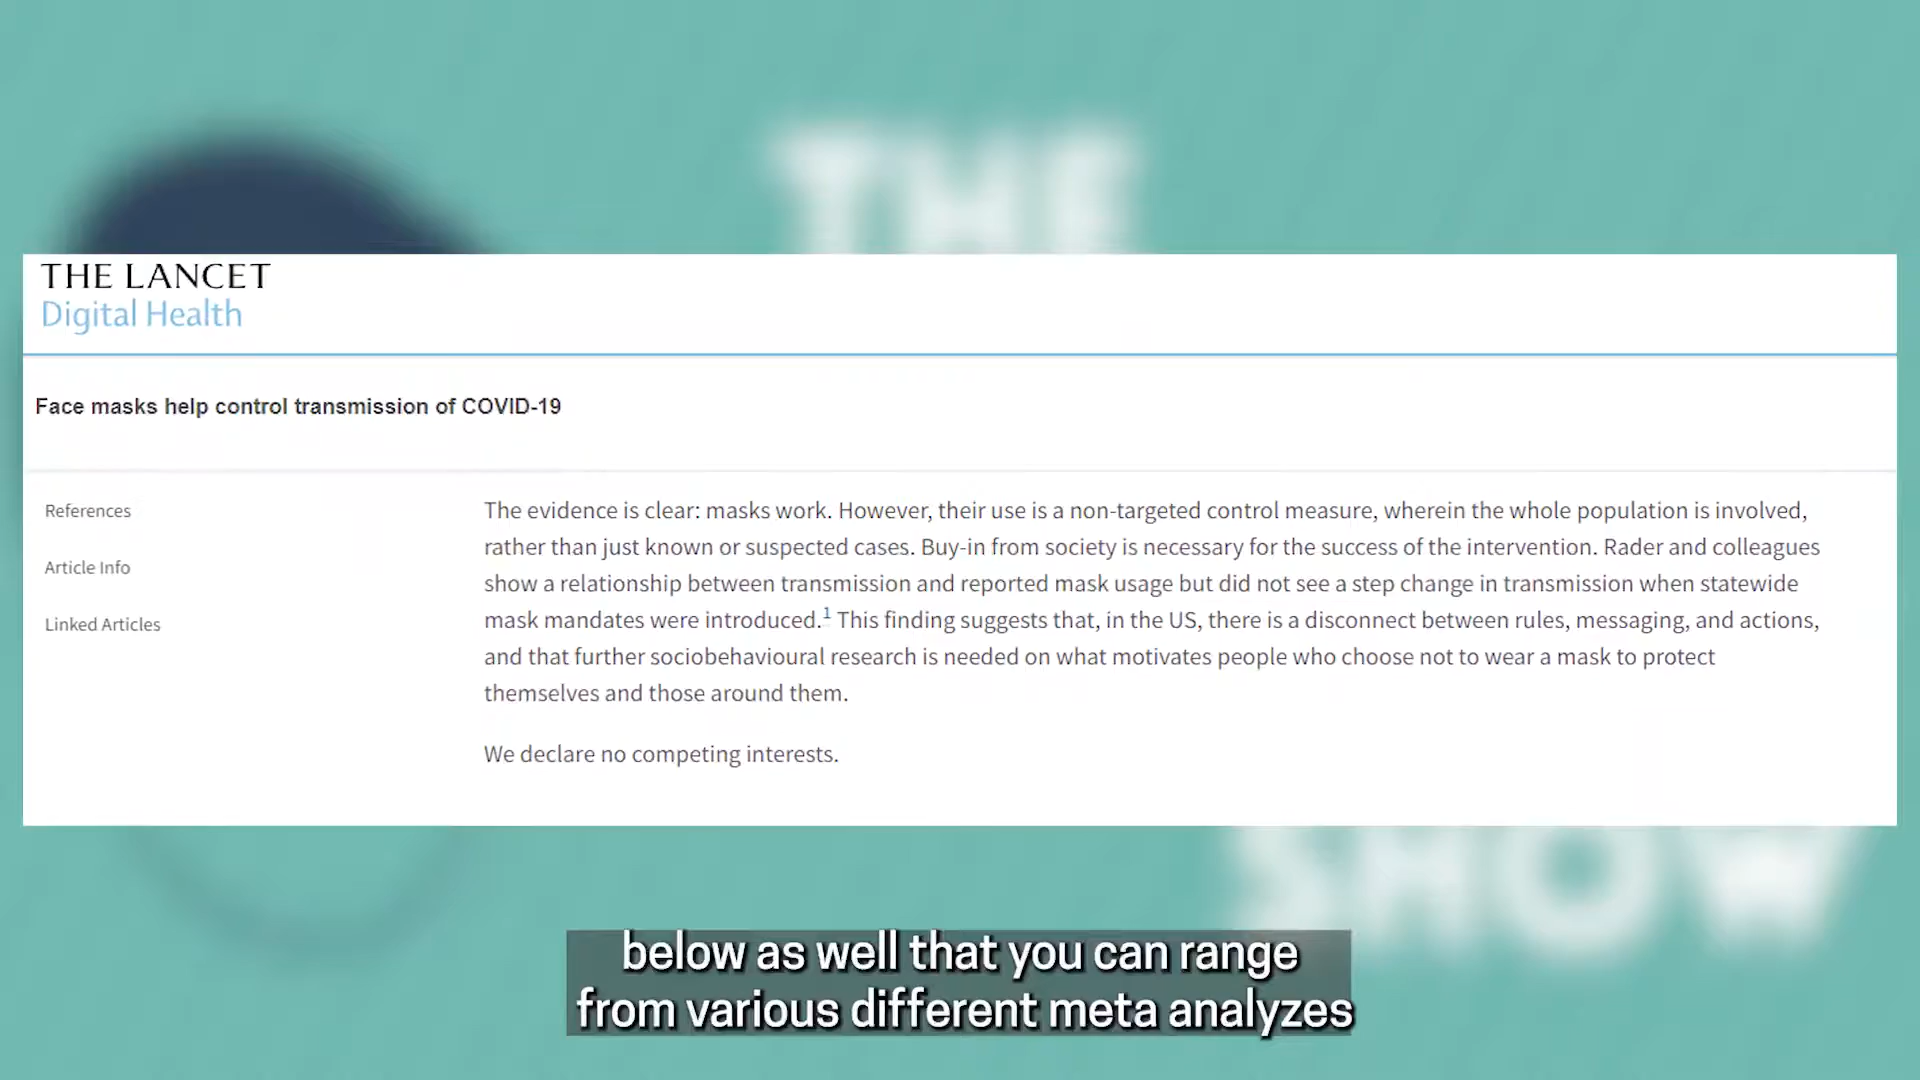 THE
THE LANCET
Digital Health
Face masks help control transmission of COVID-19
References
Article Info
Linked Articles
The evidence is clear: masks work. However, their use is a non-targeted control measure, wherein the whole population is involved,
rather than just known or suspected cases. Buy-in from society is necessary for the success of the intervention. Rader and colleagues
show a relationship between transmission and reported mask usage but did not see a step change in transmission when statewide
mask mandates were introduced.1 This finding suggests that, in the US, there is a disconnect between rules, messaging, and actions,
and that further sociobehavioural research is needed on what motivates people who choose not to wear a mask to protect
themselves and those around them.
We declare no competing interests.
SHOW
below as well that you can range
from various different meta analyzes